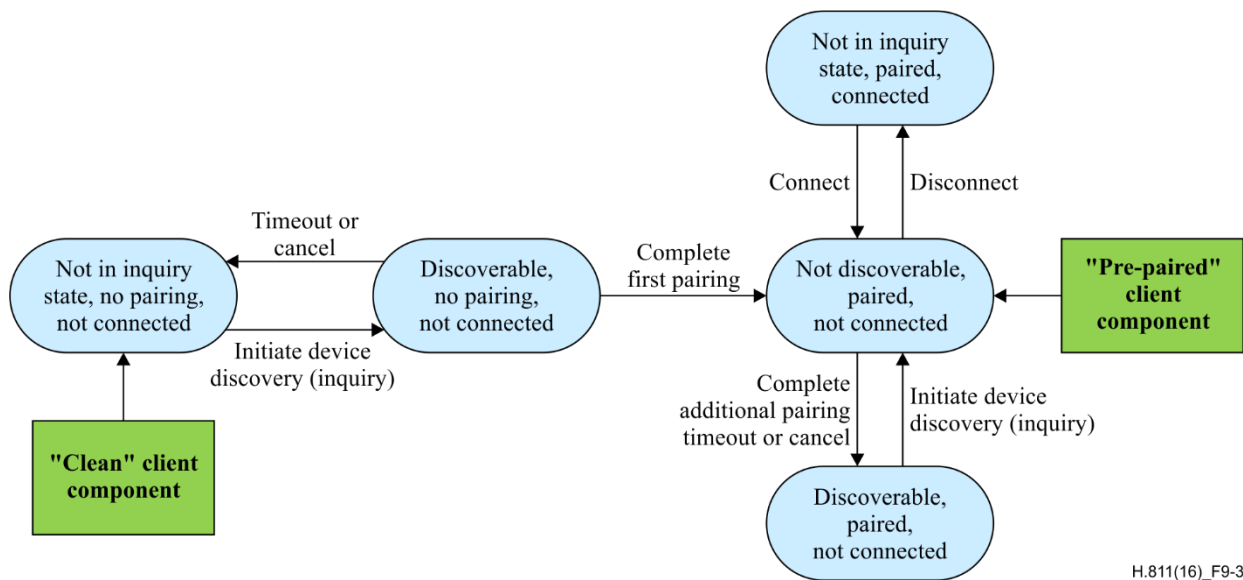 Not in inquiry
state, paired,
connected
Connect
Disconnect
Timeout or
cancel
Not in inquiry
state, no pairing,
not connected
Discoverable,
no pairing,
not connected
Complete
first pairing
Not discoverable,
paired,
not connected
"Pre-paired"
client
component
Initiate device
discovery (inquiry)
Complete
additional pairing
timeout or cancel
Initiate device
discovery (inquiry)
"Clean" client
component
Discoverable,
paired,
not connected
H.811(16)_F9-3